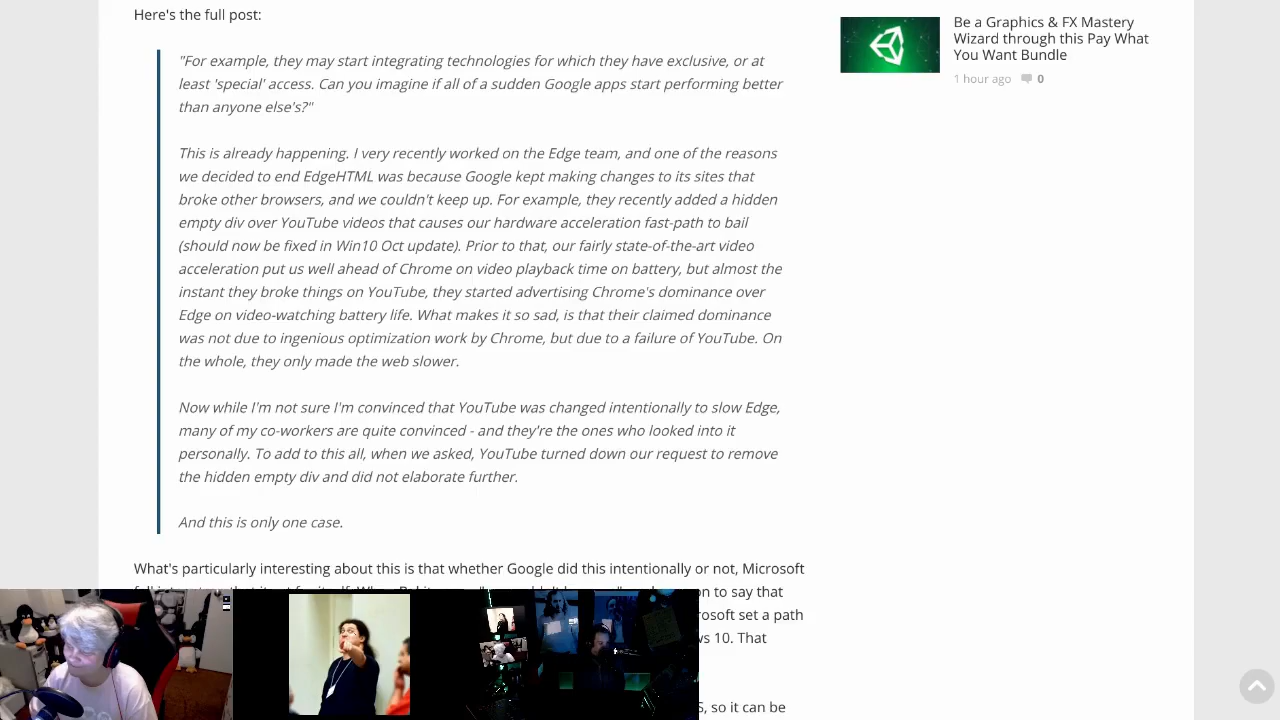 Here's the full post:
"For example, they may start integrating technologies for which they have exclusive, or at
least 'special' access. Can you imagine if all of a sudden Google apps start performing better
than anyone else's?"
This is already happening. I very recently worked on the Edge team, and one of the reasons
we decided to end EdgeHTML was because Google kept making changes to its sites that
broke other browsers, and we couldn't keep up. For example, they recently added a hidden
empty div over YouTube videos that causes our hardware acceleration fast-path to bail
(should now be fixed in Win10 Oct update). Prior to that, our fairly state-of-the-art video
acceleration put us well ahead of Chrome on video playback time on battery, but almost the
instant they broke things on YouTube, they started advertising Chrome's dominance over
Edge on video-watching battery life. What makes it so sad, is that their claimed dominance
was not due to ingenious optimization work by Chrome, but due to a failure of YouTube. On
the whole, they only made the web slower.
Now while I'm not sure I'm convinced that YouTube was changed intentionally to slow Edge,
many of my co-workers are quite convinced - and they're the ones who looked into it
personally. To add to this all, when we asked, YouTube turned down our request to remove
the hidden empty div and did not elaborate further.
And this is only one case.
What's particularly interesting about this is that whether Google did this intentionally or not, Microsoft
to say that
set a path
10. That
so it can be
Be a Graphics & FX Mastery
Wizard through this Pay What
You Want Bundle
1 hour ago 0